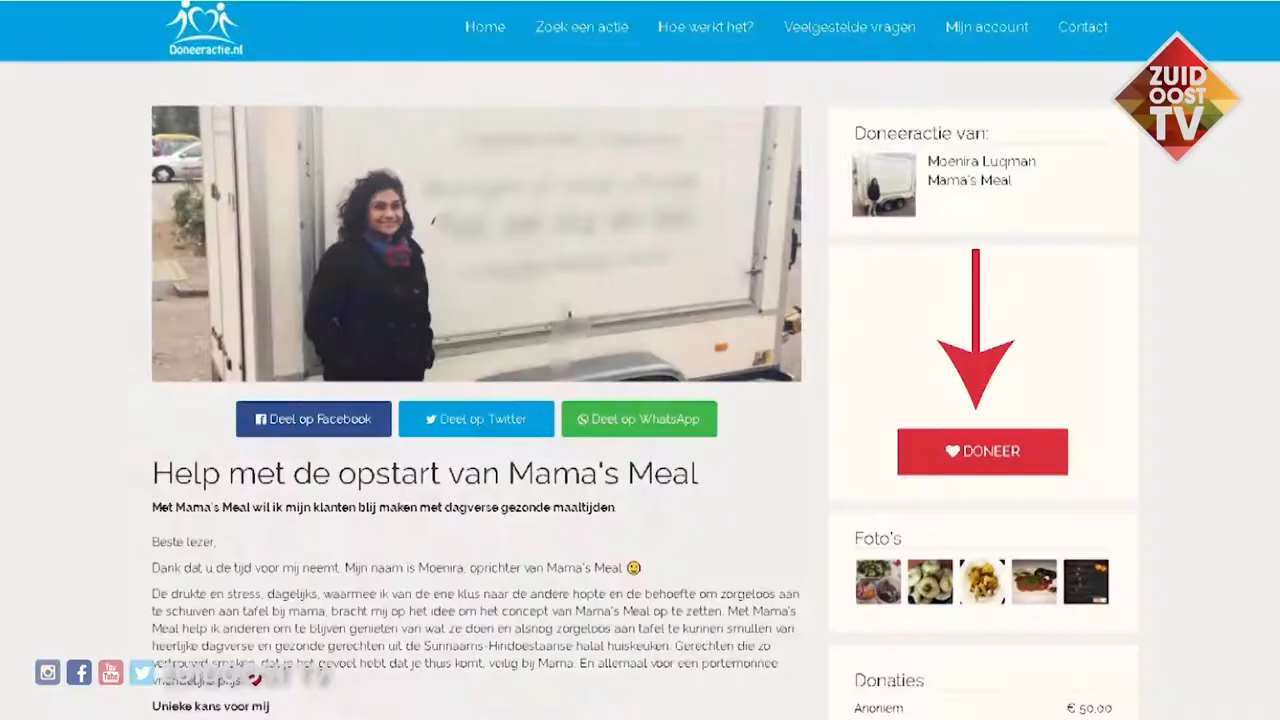 Doneeractie.nl
Home
Zoek een actie
Hoe werkt het?
Veelgestelde vragen
Mijn account
Contact
ZUID
OOST
TV
Doneeractie van:
Moenira Luqman
Mama's Meal
Deel op Facebook
Deel op Twitter
Deel op WhatsApp
DONEER
Help met de opstart van Mama's Meal
Met Mama's Meal wil ik mijn klanten blij maken met dagverse gezonde maaltijden.
Beste lezer,
Dank dat u de tijd voor mij neemt. Mijn naam is Moenira, oprichter van Mama's Meal
De drukte en stress, dagelijks, waarmee ik van de ene klus naar de andere hopte en de behoefte om zorgeloos aan
te schuiven aan tafel bij mama, bracht mij op het idee om het concept van Mama's Meal op te zetten. Met Mama's
Meal help ik anderen om te blijven genieten van wat ze doen en alsnog zorgeloos aan tafel te kunnen smullen van
heerlijke dagverse en gezonde gerechten uit de Surinaams-Hindoestaanse halal huiskeuken. Gerechten die zo
vertrouwd smaken, dat je het gevoel hebt dat je thuis komt, veilig bij Mama. En allemaal voor een portemonnee
vriendelijke prijs.
Unieke kans voor mij
Foto's
Donaties
Anoniem
€ 50,00
You
Tube